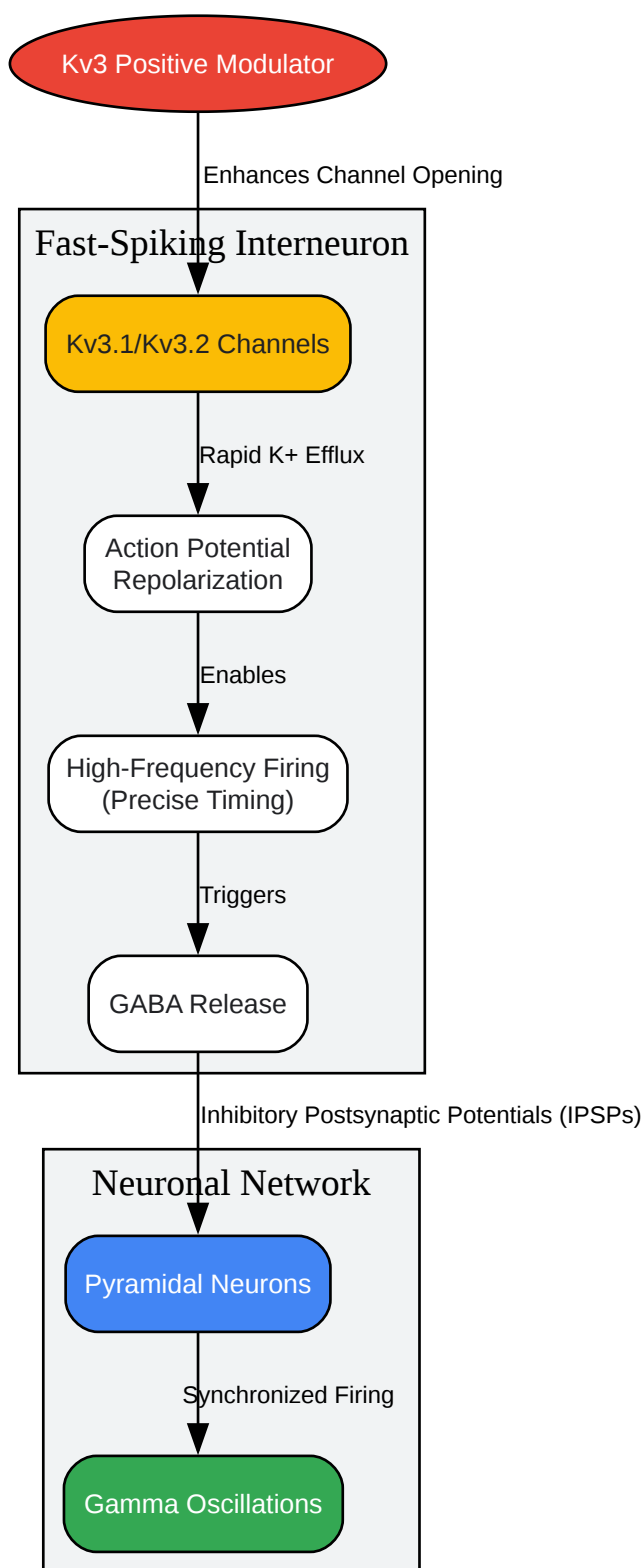 Kv3 Positive Modulator
Enhances Channel Opening
Fast-Spiking Interneuron
Kv3.1/Kv3.2 Channels
Rapid K+ Efflux
Action Potential
Repolarization
Enables
High-Frequency Firing
(Precise Timing)
Triggers
GABA Release
Inhibitory Postsynaptic Potentials (IPSPs)
Neuronal Network
Pyramidal Neurons
Synchronized Firing
Gamma Oscillations